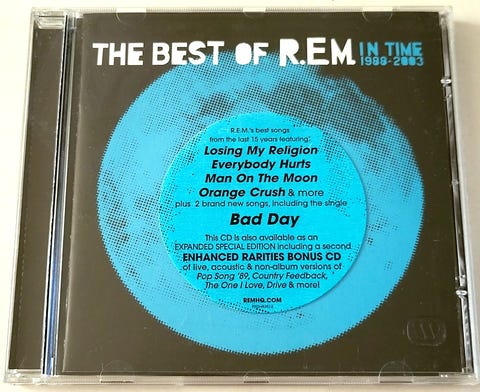 THE BEST OF R.E.M. IN TIME
1988-2003
R.E.M.'s best songs
from the last 15 years featuring:
Losing My Religion
Everybody Hurts
Man On The Moon
Orange Crush & more
plus 2 brand new songs, including the single
Bad Day
This CD is also available as an
EXPANDED SPECIAL EDITION including a second
ENHANCED RARITIES BONUS CD
of live, acoustic & non-album versions of
Pop Song '89, Country Feedback,
The One I Love, Drive & more!
REMHQ.COM